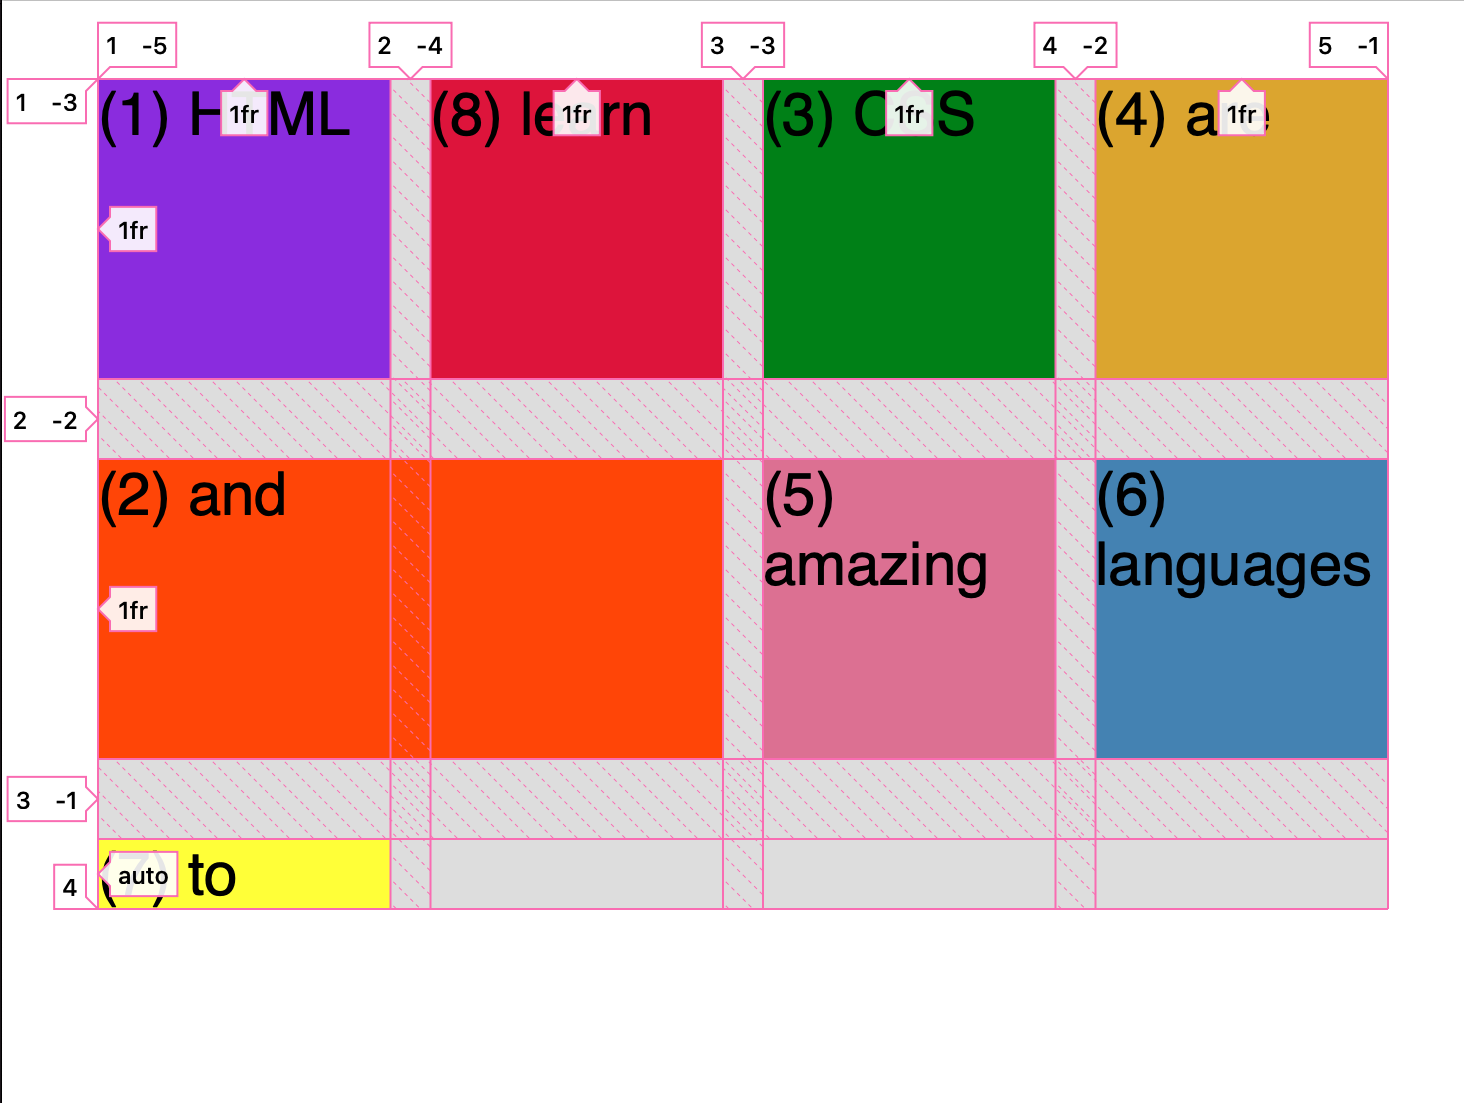 1 -5
2 -4
3 -3
4 -2
5 -1
1 -3
(1) H ML
1fr
(8) le rn
1fr
(3) C S
1fr
(4) a e
1fr
1fr
2 -2
(2) and
(5)
amazing
(6)
languages
1fr
3 -1
(7) to
auto
4